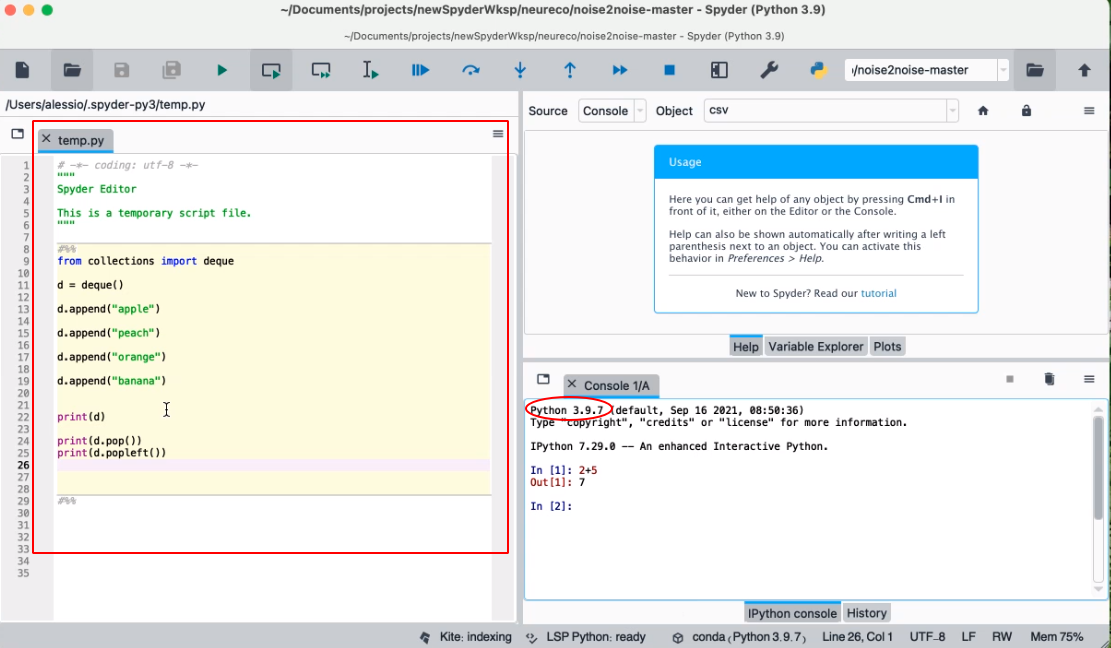 ~/Documents/projects/newSpyderWksp/neureco/noise2noise-master - Spyder (Python 3.9)
~/Documents/projects/newSpyderWksp/neureco/noise2noise-master - Spyder (Python 3.9)
/noise2noise-master
/Users/alessio/.spyder-py3/temp.py
temp.py
1 # -*- coding: utf-8 -*-
2 """
3 Spyder Editor
4
5 This is a temporary script file.
6 """
7
8 #%%
9 from collections import deque
10
11 d = deque()
12
13 d.append("apple")
14
15 d.append("peach")
16
17 d.append("orange")
18
19 d.append("banana")
20
21
22 print(d)
23
24 print(d.pop())
25 print(d.popleft())
26
27
28
29 #%%
30
31
32
33
34
35
Source Console Object csv
Usage
Here you can get help of any object by pressing Cmd+I in
front of it, either on the Editor or the Console.
Help can also be shown automatically after writing a left
parenthesis next to an object. You can activate this
behavior in Preferences > Help.
New to Spyder? Read our tutorial
Help Variable Explorer Plots
Console 1/A
Python 3.9.7 (default, Sep 16 2021, 08:50:36)
Type "copyright", "credits" or "license" for more information.
IPython 7.29.0 -- An enhanced Interactive Python.
In [1]: 2+5
Out[1]: 7
In [2]:
IPython console History
Kite: indexing LSP Python: ready conda (Python 3.9.7) Line 26, Col 1 UTF-8 LF RW Mem 75%